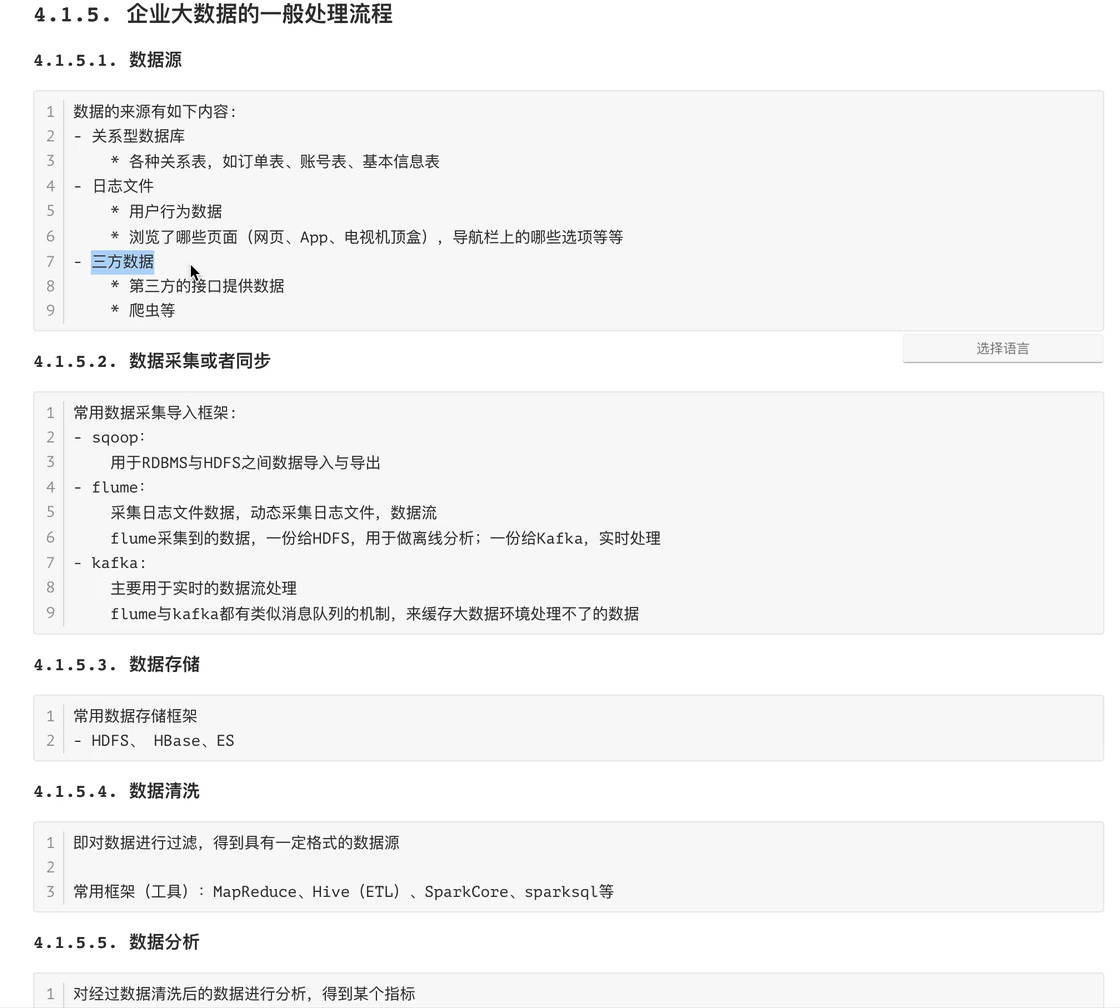 4.1.5. 企业大数据的一般处理流程
4.1.5.1. 数据源
1 数据的来源有如下内容：
2 - 关系型数据库
3     * 各种关系表，如订单表、账号表、基本信息表
4 - 日志文件
5     * 用户行为数据
6     * 浏览了哪些页面（网页、App、电视机顶盒），导航栏上的哪些选项等等
7 - 三方数据
8     * 第三方的接口提供数据
9     * 爬虫等
4.1.5.2. 数据采集或者同步
选择语言
1 常用数据采集导入框架：
2 - sqoop：
3     用于RDBMS与HDFS之间数据导入与导出
4 - flume：
5     采集日志文件数据，动态采集日志文件，数据流
6     flume采集到的数据，一份给HDFS，用于做离线分析；一份给Kafka，实时处理
7 - kafka：
8     主要用于实时的数据流处理
9     flume与kafka都有类似消息队列的机制，来缓存大数据环境处理不了的数据
4.1.5.3. 数据存储
1 常用数据存储框架
2 - HDFS、 HBase、ES
4.1.5.4. 数据清洗
1 即对数据进行过滤，得到具有一定格式的数据源
2
3 常用框架（工具）：MapReduce、Hive（ETL）、SparkCore、sparksql等
4.1.5.5. 数据分析
1 对经过数据清洗后的数据进行分析，得到某个指标